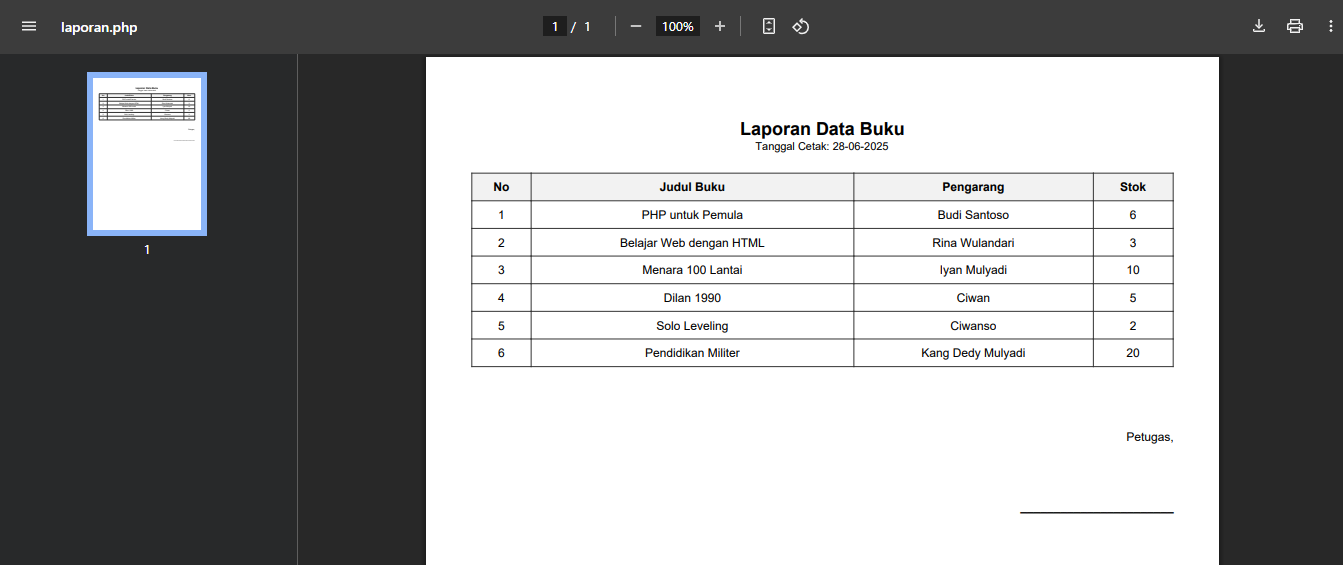 laporan.php
1 / 1
100%
Laporan Data Buku
Tanggal Cetak: 28-06-2025
No Judul Buku Pengarang Stok
1 PHP untuk Pemula Budi Santoso 6
2 Belajar Web dengan HTML Rina Wulandari 3
3 Menara 100 Lantai Iyan Mulyadi 10
4 Dilan 1990 Ciwan 5
5 Solo Leveling Ciwanso 2
6 Pendidikan Militer Kang Dedy Mulyadi 20
Petugas,
1